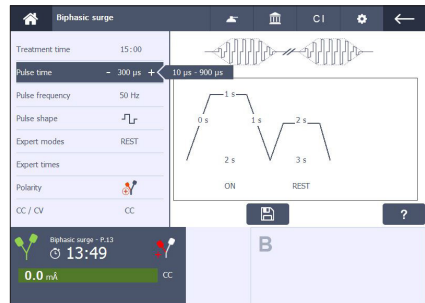 Biphasic surge
CI
Treatment time 15:00
Pulse time - 300 µs + 10 µs - 900 µs
Pulse frequency 50 Hz
Pulse shape
Expert modes REST
Expert times
Polarity
CC / CV CC
1 s
0 s 1 s 2 s
2 s 3 s
ON REST
?
Biphasic surge - P.13
13:49
0.0 mA CC
B